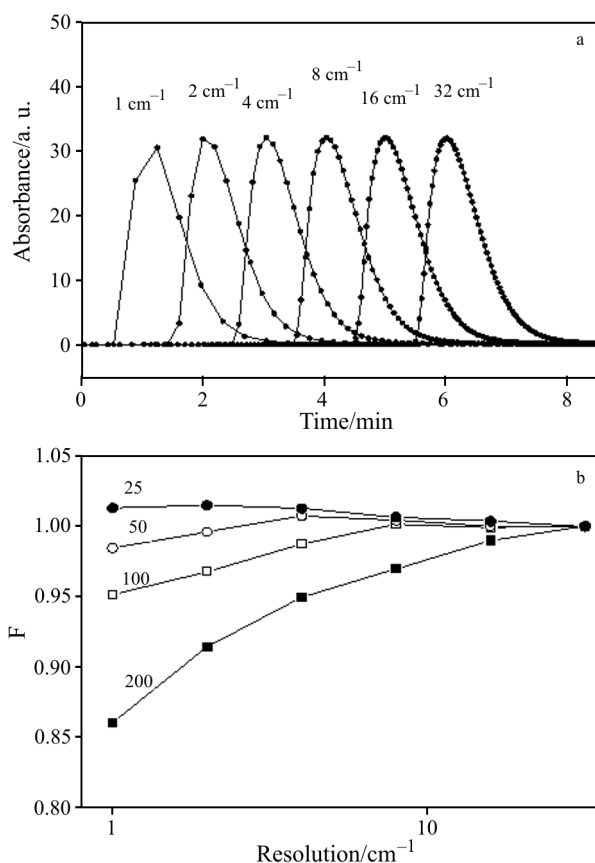 50
a
40
30
20
10
0
Absorbance/a. u.
1 cm⁻¹
2 cm⁻¹
4 cm⁻¹
8 cm⁻¹
16 cm⁻¹
32 cm⁻¹
0 2 4 6 8
Time/min
1.05
b
1.00
0.95
0.90
0.85
0.80
F
25
50
100
200
1 10
Resolution/cm⁻¹